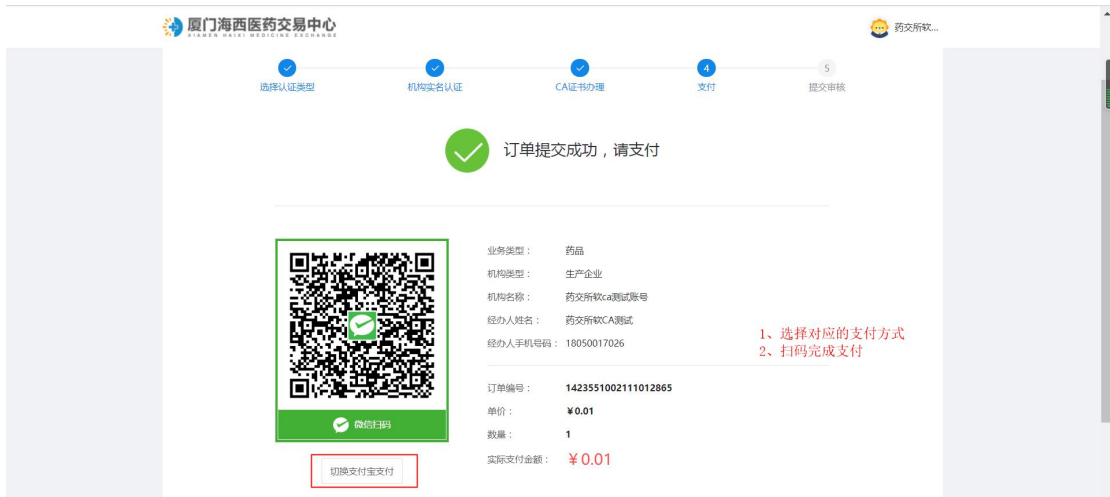 厦门海西医药交易中心
XIAMEN HAIXI MEDICINE EXCHANGE
药交所软...
选择认证类型
机构实名认证
CA证书办理
4
支付
5
提交审核
订单提交成功，请支付
业务类型： 药品
机构类型： 生产企业
机构名称： 药交所软ca测试账号
经办人姓名： 药交所软CA测试
经办人手机号码： 18050017026
1、选择对应的支付方式
2、扫码完成支付
订单编号： 1423551002111012865
单价： ￥0.01
数量： 1
实际支付金额： ￥0.01
微信扫码
切换支付宝支付